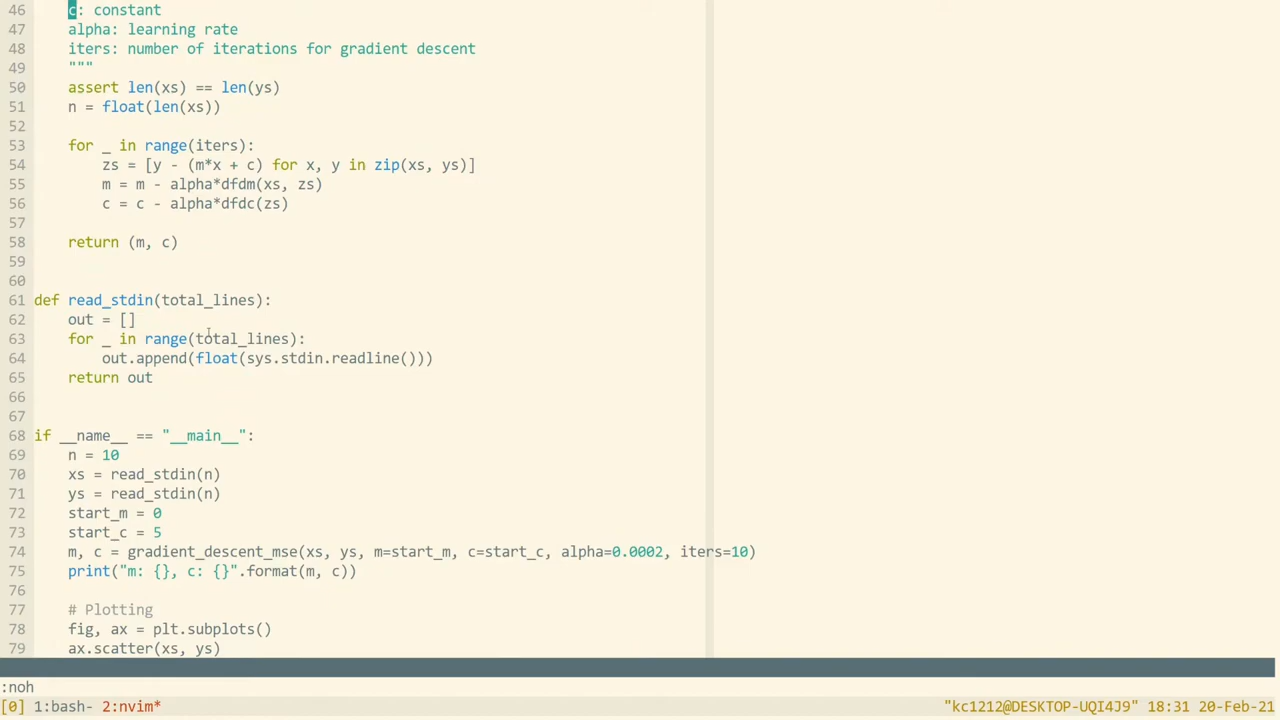 46 c: constant
47 alpha: learning rate
48 iters: number of iterations for gradient descent
49 """
50 assert len(xs) == len(ys)
51 n = float(len(xs))
52
53 for _ in range(iters):
54 zs = [y - (m*x + c) for x, y in zip(xs, ys)]
55 m = m - alpha*dfdm(xs, zs)
56 c = c - alpha*dfdc(zs)
57
58 return (m, c)
59
60
61 def read_stdin(total_lines):
62 out = []
63 for _ in range(total_lines):
64 out.append(float(sys.stdin.readline()))
65 return out
66
67
68 if __name__ == "__main__":
69 n = 10
70 xs = read_stdin(n)
71 ys = read_stdin(n)
72 start_m = 0
73 start_c = 5
74 m, c = gradient_descent_mse(xs, ys, m=start_m, c=start_c, alpha=0.0002, iters=10)
75 print("m: {}, c: {}".format(m, c))
76
77 # Plotting
78 fig, ax = plt.subplots()
79 ax.scatter(xs, ys)
:noh
[0] 1:bash- 2:nvim* "kc1212@DESKTOP-UQI4J9" 18:31 20-Feb-21